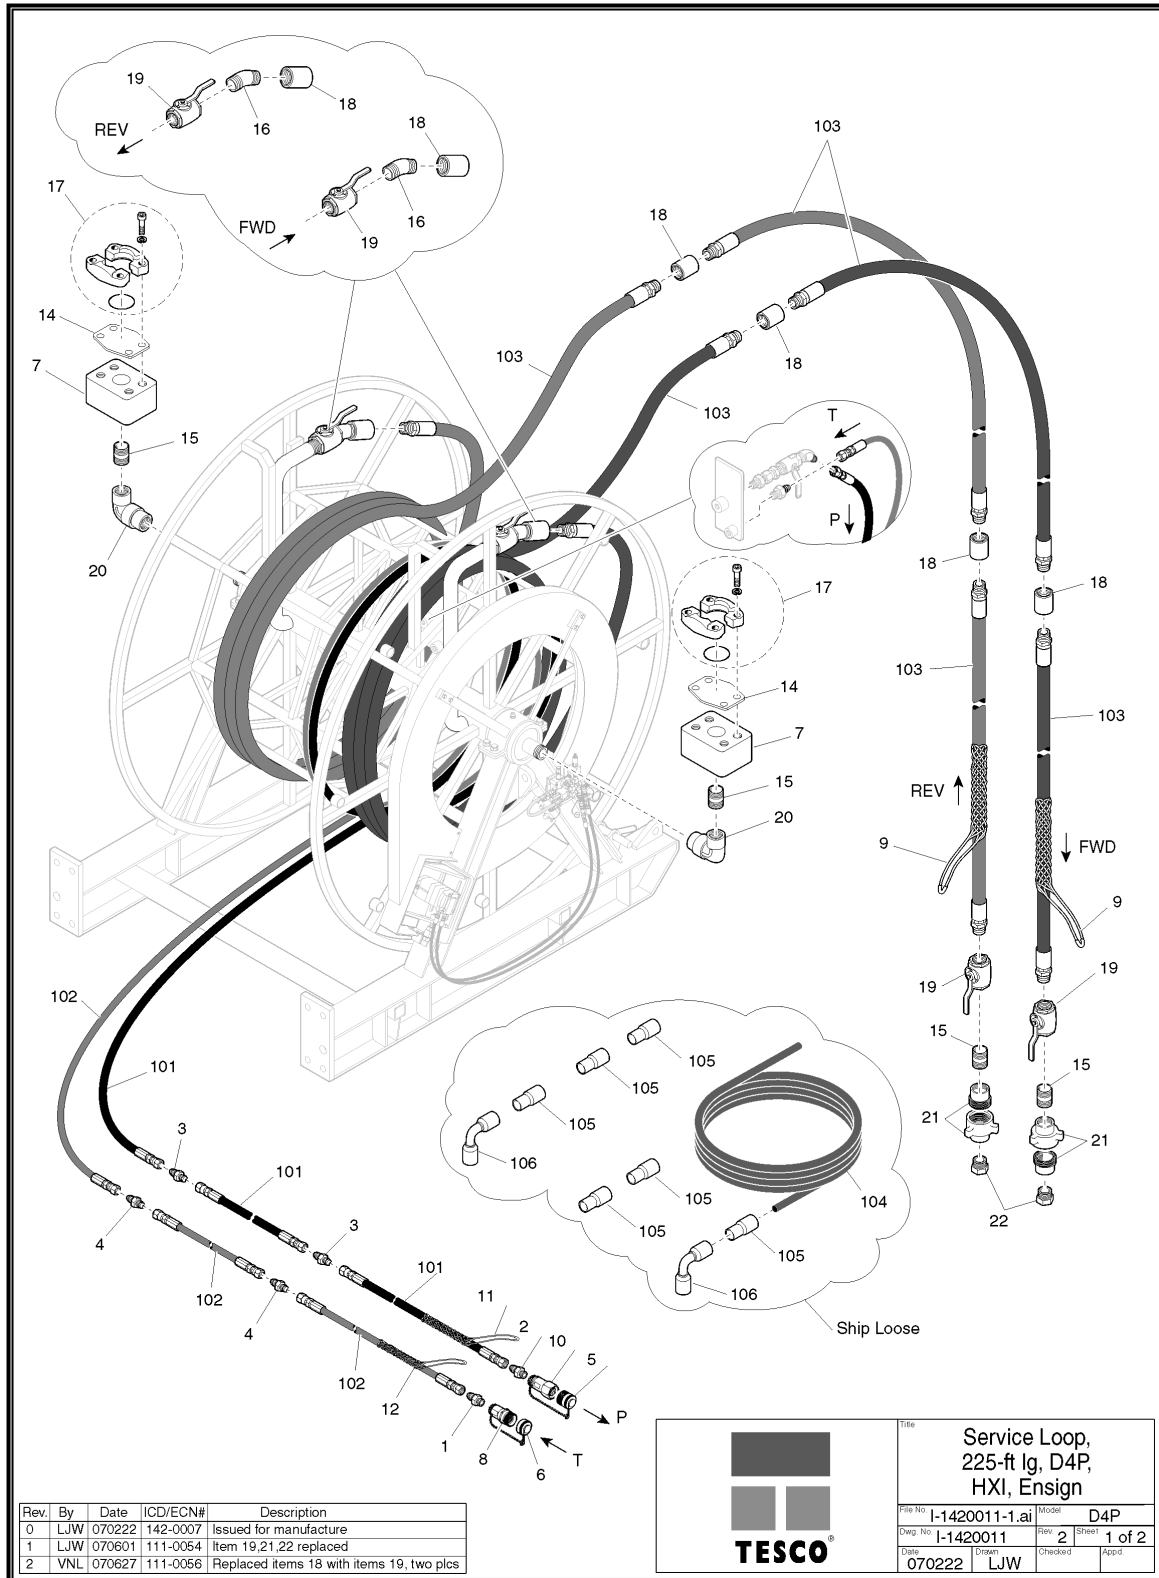 19
18
16
REV
18
16
19
FWD
17
14
7
15
20
103
18
18
103
103
T
P
18
18
17
14
7
15
20
103
103
REV
FWD
9
9
19
19
15
15
21
21
22
102
101
3
101
4
3
102
4
101
11
2
10
5
102
12
P
1
8
6
T
105
105
105
106
105
105
105
106
104
Ship Loose
Rev. By Date ICD/ECN# Description
0 LJW 070222 142-0007 Issued for manufacture
1 LJW 070601 111-0054 Item 19,21,22 replaced
2 VNL 070627 111-0056 Replaced items 18 with items 19, two plcs
TESCO®
Title
Service Loop,
225-ft lg, D4P,
HXI, Ensign
File No. I-1420011-1.ai Model D4P
Dwg. No. I-1420011 Rev. 2 Sheet 1 of 2
Date 070222 Drawn LJW Checked Appd.